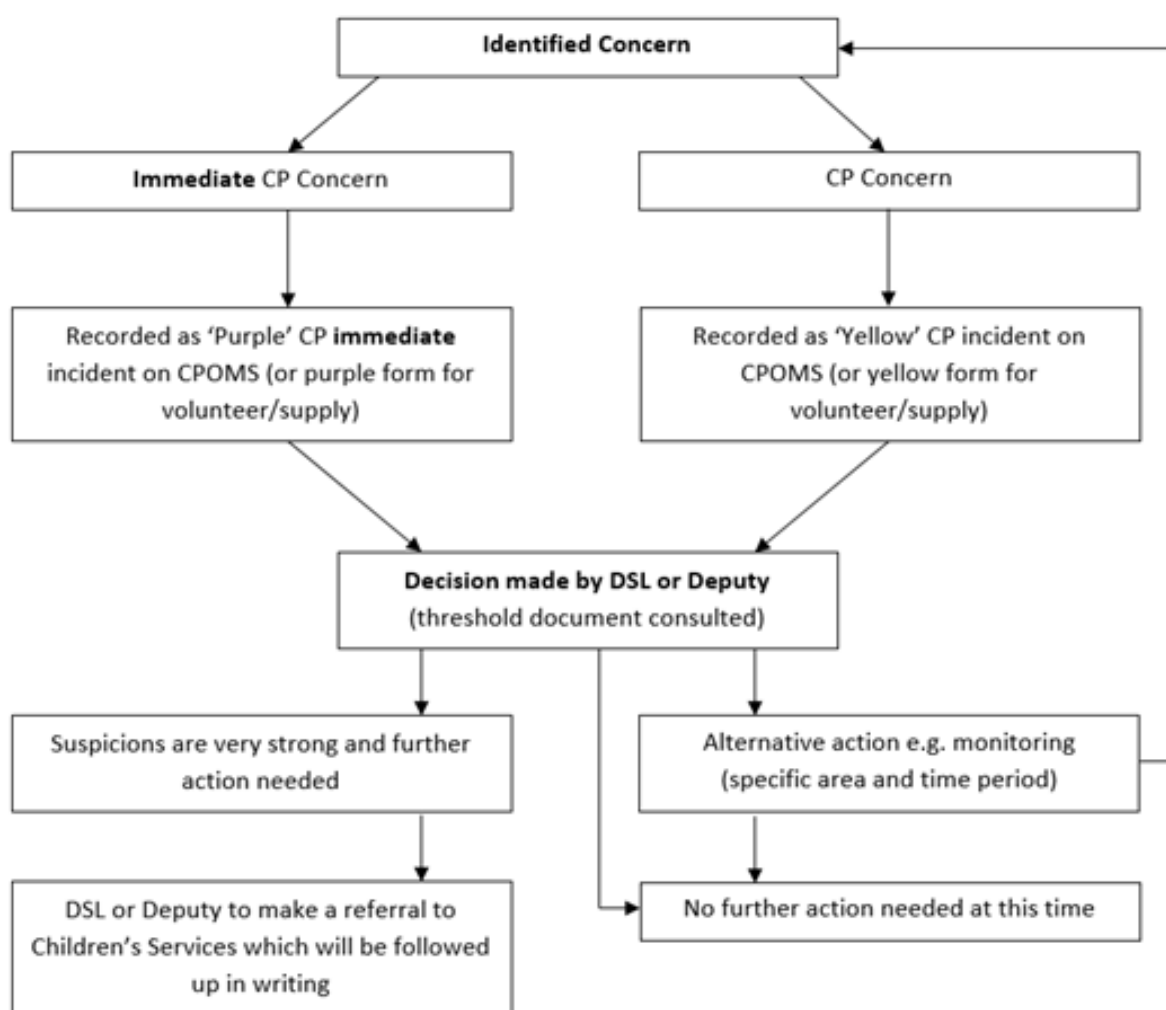 Identified Concern
Immediate CP Concern
CP Concern
Recorded as ‘Purple’ CP immediate
incident on CPOMS (or purple form for
volunteer/supply)
Recorded as ‘Yellow’ CP incident on
CPOMS (or yellow form for
volunteer/supply)
Decision made by DSL or Deputy
(threshold document consulted)
Suspicions are very strong and further
action needed
Alternative action e.g. monitoring
(specific area and time period)
DSL or Deputy to make a referral to
Children’s Services which will be followed
up in writing
No further action needed at this time